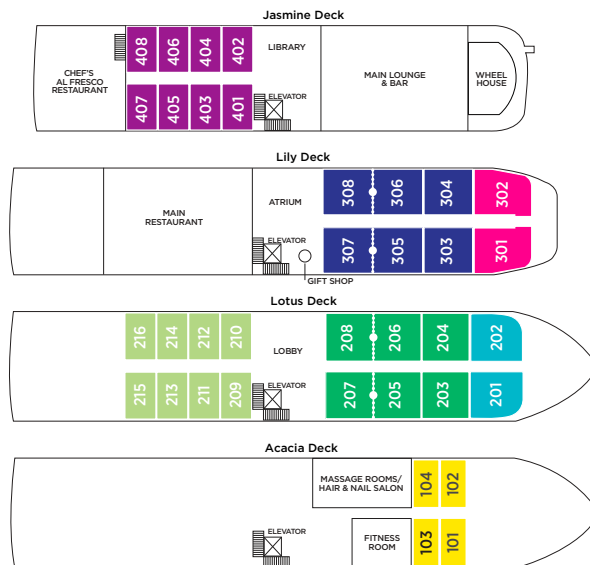 Jasmine Deck
408 406 404 402
LIBRARY
CHEF'S
AL FRESCO
RESTAURANT
MAIN LOUNGE
& BAR
WHEEL
HOUSE
ELEVATOR
407 405 403 401
Lily Deck
308 306 304 302
ATRIUM
MAIN
RESTAURANT
ELEVATOR
307 305 303 301
GIFT SHOP
Lotus Deck
216 214 212 210
LOBBY
208 206 204 202
ELEVATOR
215 213 211 209
207 205 203 201
Acacia Deck
MASSAGE ROOMS/
HAIR & NAIL SALON
104 102
ELEVATOR
FITNESS
ROOM
103 101